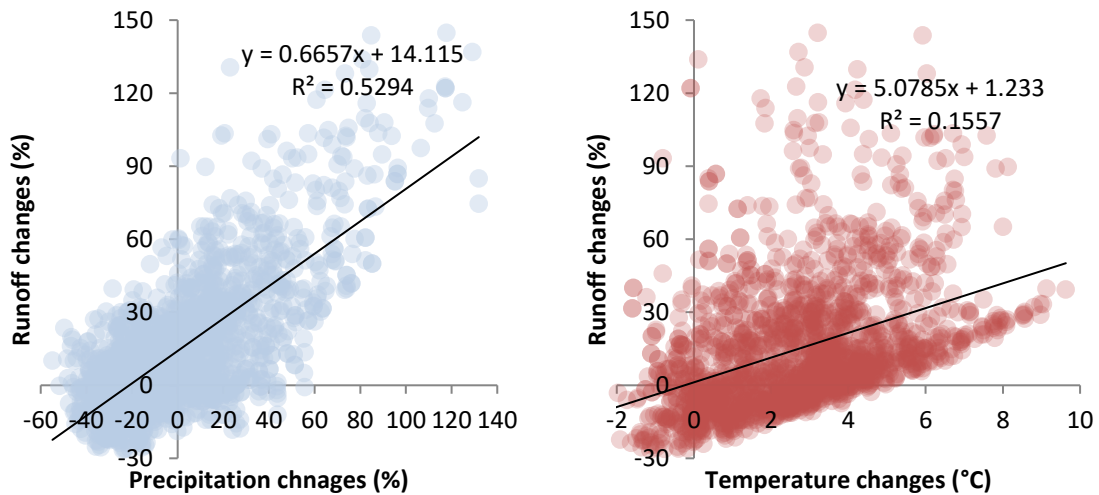 150
120
90
60
30
0
-30
-60 -40 -20 0 20 40 60 80 100 120 140
y = 0.6657x + 14.115
R² = 0.5294
Runoff changes (%)
Precipitation chnages (%)
150
120
90
60
30
0
-30
-2 0 2 4 6 8 10
y = 5.0785x + 1.233
R² = 0.1557
Runoff changes (%)
Temperature changes (°C)